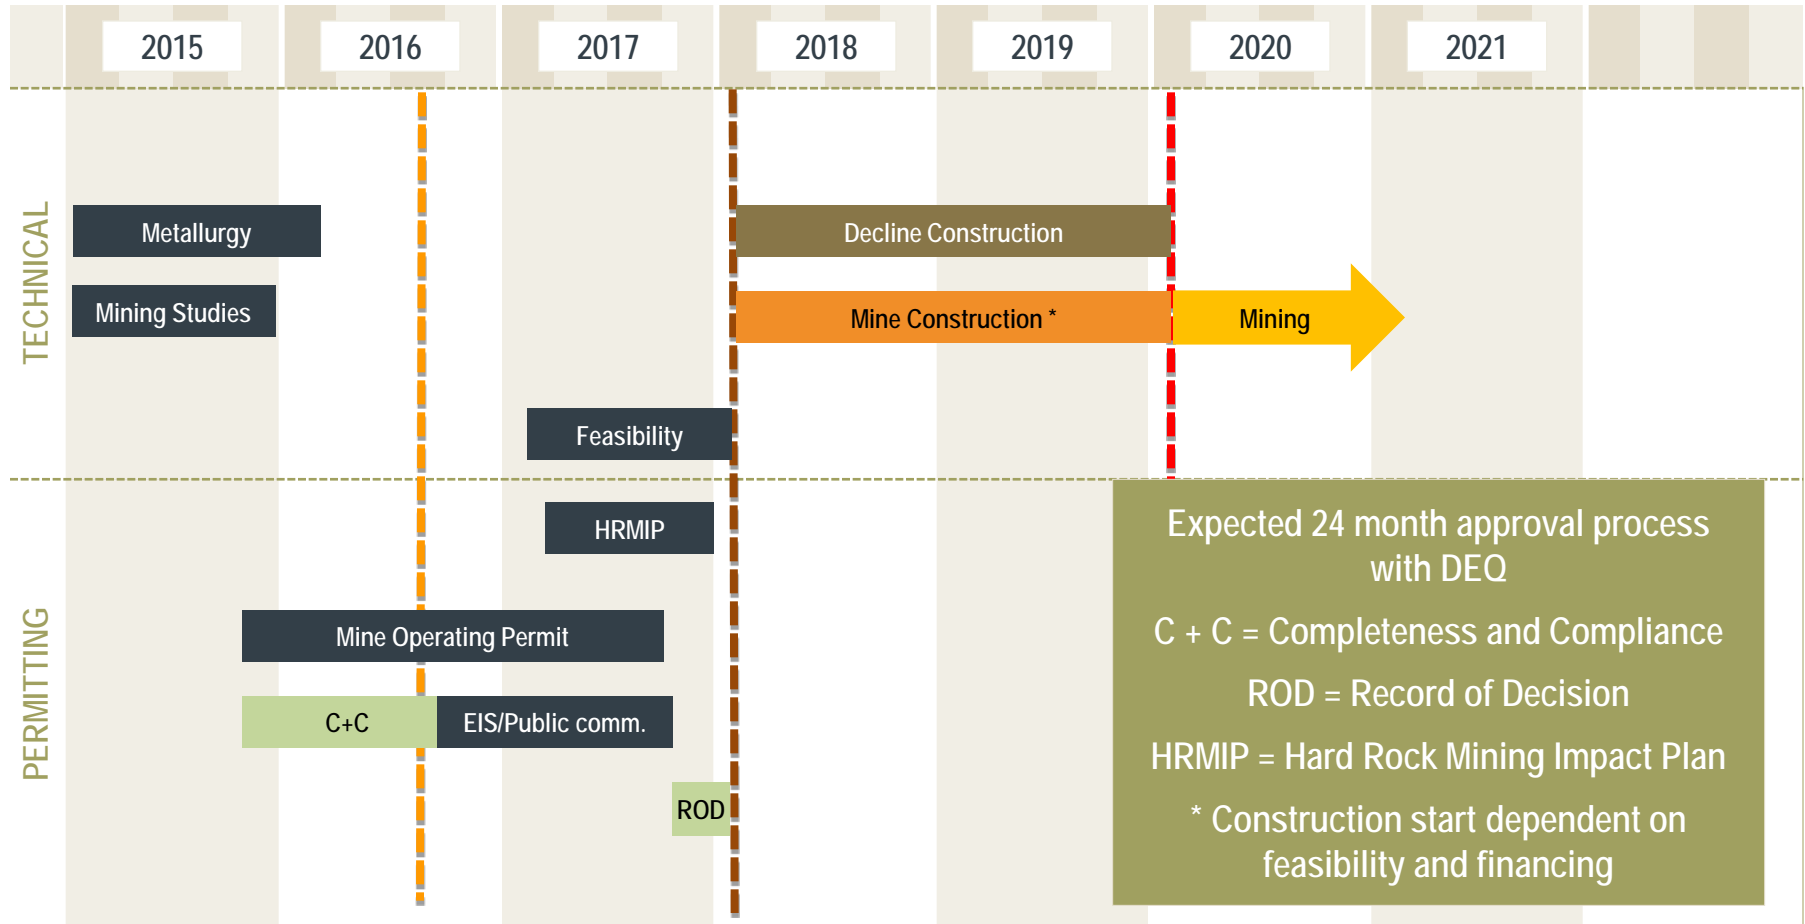 2015 2016 2017 2018 2019 2020 2021
TECHNICAL
Metallurgy
Decline Construction
Mining Studies
Mine Construction *
Mining
Feasibility
PERMITTING
HRMIP
Mine Operating Permit
C+C
EIS/Public comm.
ROD
Expected 24 month approval process
with DEQ
C + C = Completeness and Compliance
ROD = Record of Decision
HRMIP = Hard Rock Mining Impact Plan
* Construction start dependent on
feasibility and financing